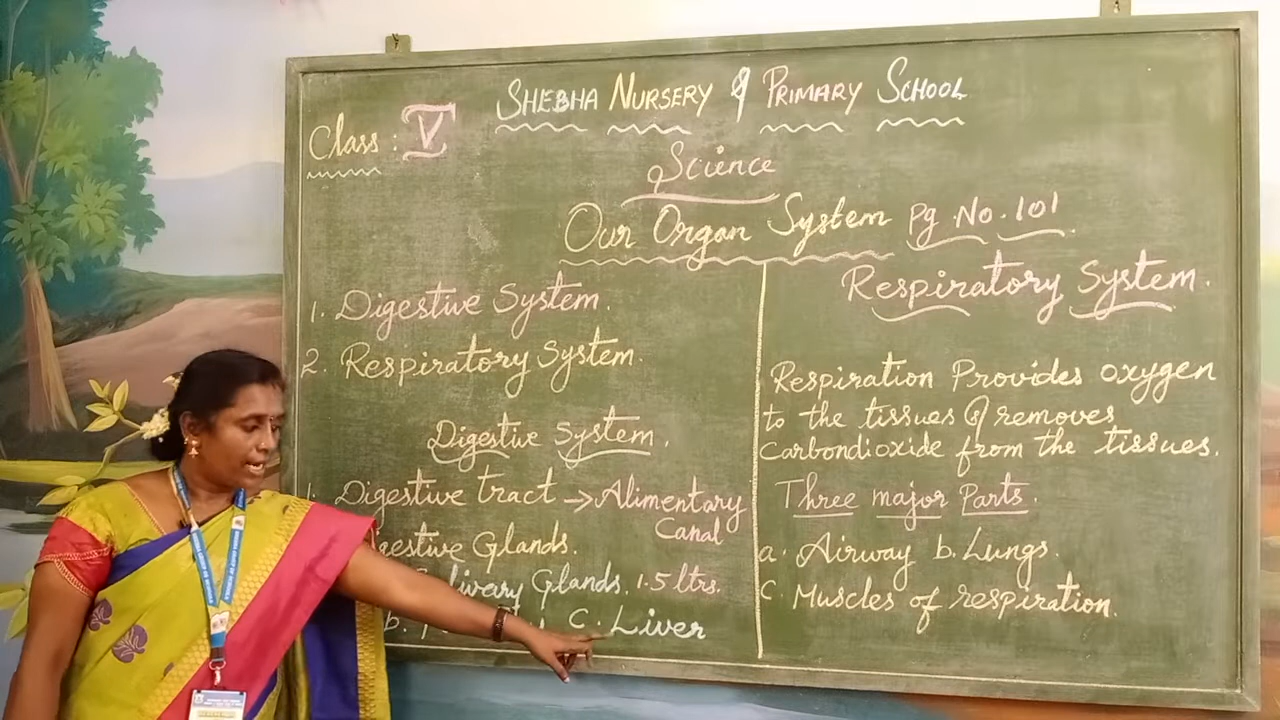 SHEBHA NURSERY & PRIMARY SCHOOL
Class : V
Science
Our Organ System Pg. No. 101
1. Digestive System.
2. Respiratory System.
Digestive System.
1. Digestive tract → Alimentary
Canal
Glands.
Glands. 1.5 ltrs.
b. C. Liver
Respiratory System.
Respiration Provides oxygen
to the tissues & removes
Carbondioxide from the tissues.
Three major Parts.
a. Airway b. Lungs.
C. Muscles of respiration.